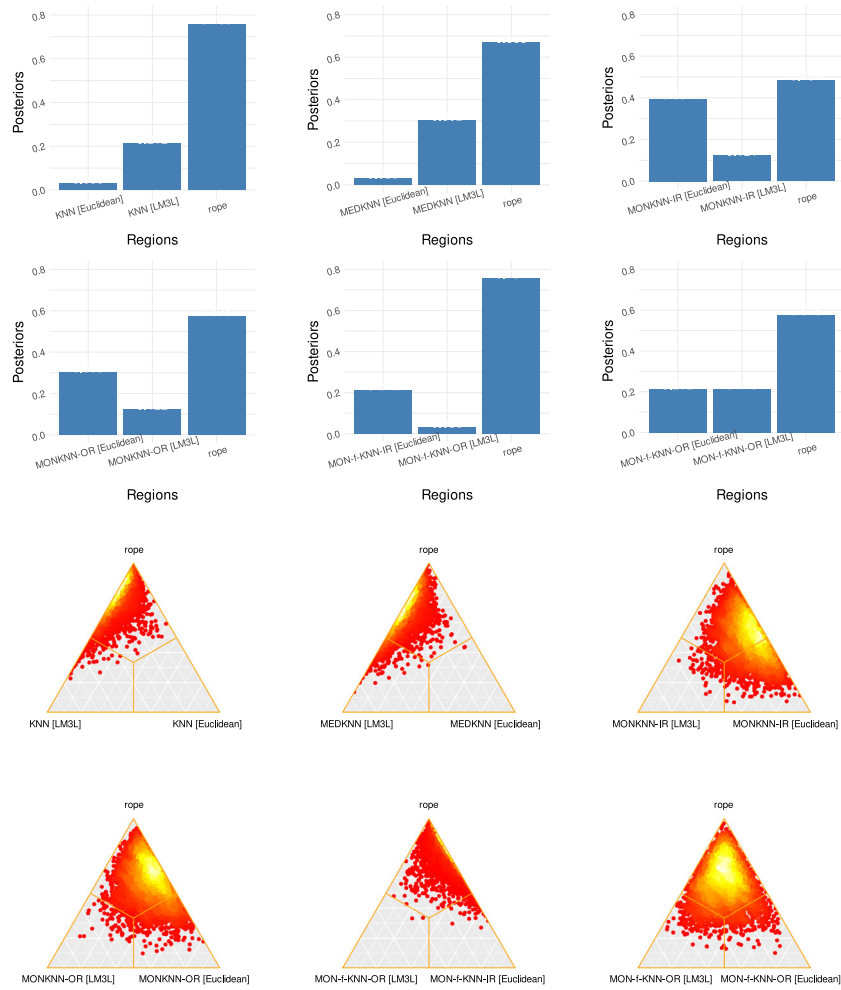 0.8
0.6
0.4
0.2
0.0
Posteriors
KNN [Euclidean]
KNN [LM3L]
rope
Regions
0.8
0.6
0.4
0.2
0.0
Posteriors
MEDKNN [Euclidean]
MEDKNN [LM3L]
rope
Regions
0.8
0.6
0.4
0.2
0.0
Posteriors
MONKNN-IR [Euclidean]
MONKNN-IR [LM3L]
rope
Regions
0.8
0.6
0.4
0.2
0.0
Posteriors
MONKNN-OR [Euclidean]
MONKNN-OR [LM3L]
rope
Regions
0.8
0.6
0.4
0.2
0.0
Posteriors
MON-f-KNN-IR [Euclidean]
MON-f-KNN-OR [LM3L]
rope
Regions
0.8
0.6
0.4
0.2
0.0
Posteriors
MON-f-KNN-OR [Euclidean]
MON-f-KNN-OR [LM3L]
rope
Regions
rope
KNN [LM3L]
KNN [Euclidean]
rope
MEDKNN [LM3L]
MEDKNN [Euclidean]
rope
MONKNN-IR [LM3L]
MONKNN-IR [Euclidean]
rope
MONKNN-OR [LM3L]
MONKNN-OR [Euclidean]
rope
MON-f-KNN-OR [LM3L]
MON-f-KNN-IR [Euclidean]
rope
MON-f-KNN-OR [LM3L]
MON-f-KNN-OR [Euclidean]